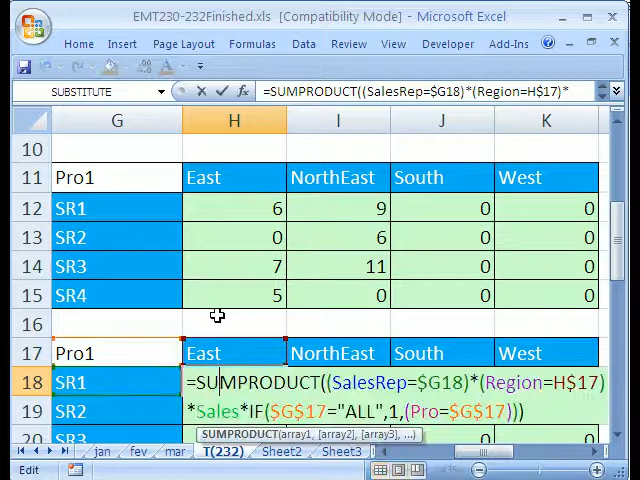 EMT230-232Finished.xls [Compatibility Mode] - Microsoft Excel
Home Insert Page Layout Formulas Data Review View Developer Add-Ins
SUBSTITUTE =SUMPRODUCT((SalesRep=$G18)*(Region=H$17)*
G H I J K
10
11 Pro1 East NorthEast South West
12 SR1 6 9 0 0
13 SR2 0 6 0 0
14 SR3 7 11 0 0
15 SR4 5 0 0 0
16
17 Pro1 East NorthEast South West
18 SR1 =SUMPRODUCT((SalesRep=$G18)*(Region=H$17)
19 SR2 *Sales*IF($G$17="ALL",1,(Pro=$G$17)))
SUMPRODUCT(array1, [array2], [array3], ...)
20 SR3
jan feb mar T(232) Sheet2 Sheet3
Edit